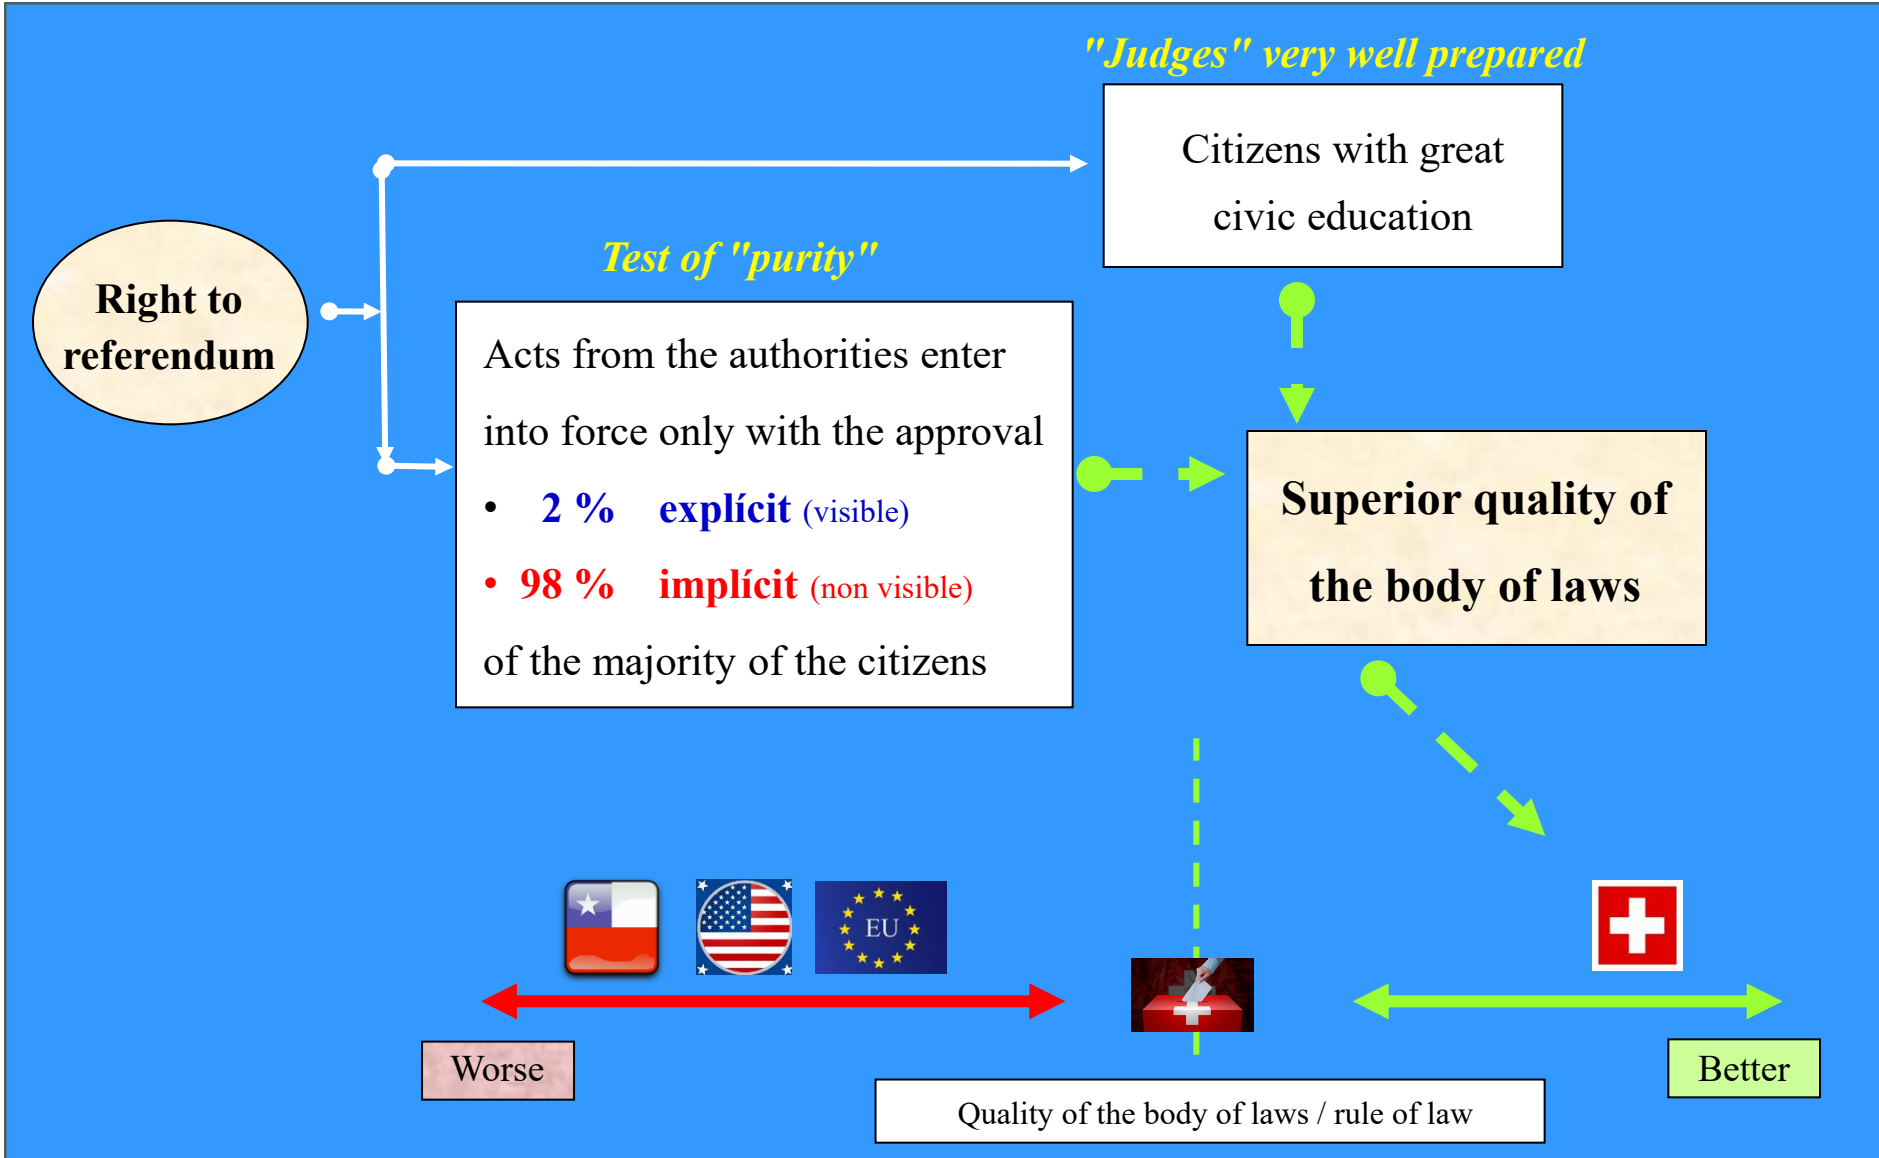 "Judges" very well prepared
Citizens with great
civic education
Test of "purity"
Right to
referendum
Acts from the authorities enter
into force only with the approval
• 2 % explícit (visible)
• 98 % implícit (non visible)
of the majority of the citizens
Superior quality of
the body of laws
EU
Worse
Better
Quality of the body of laws / rule of law